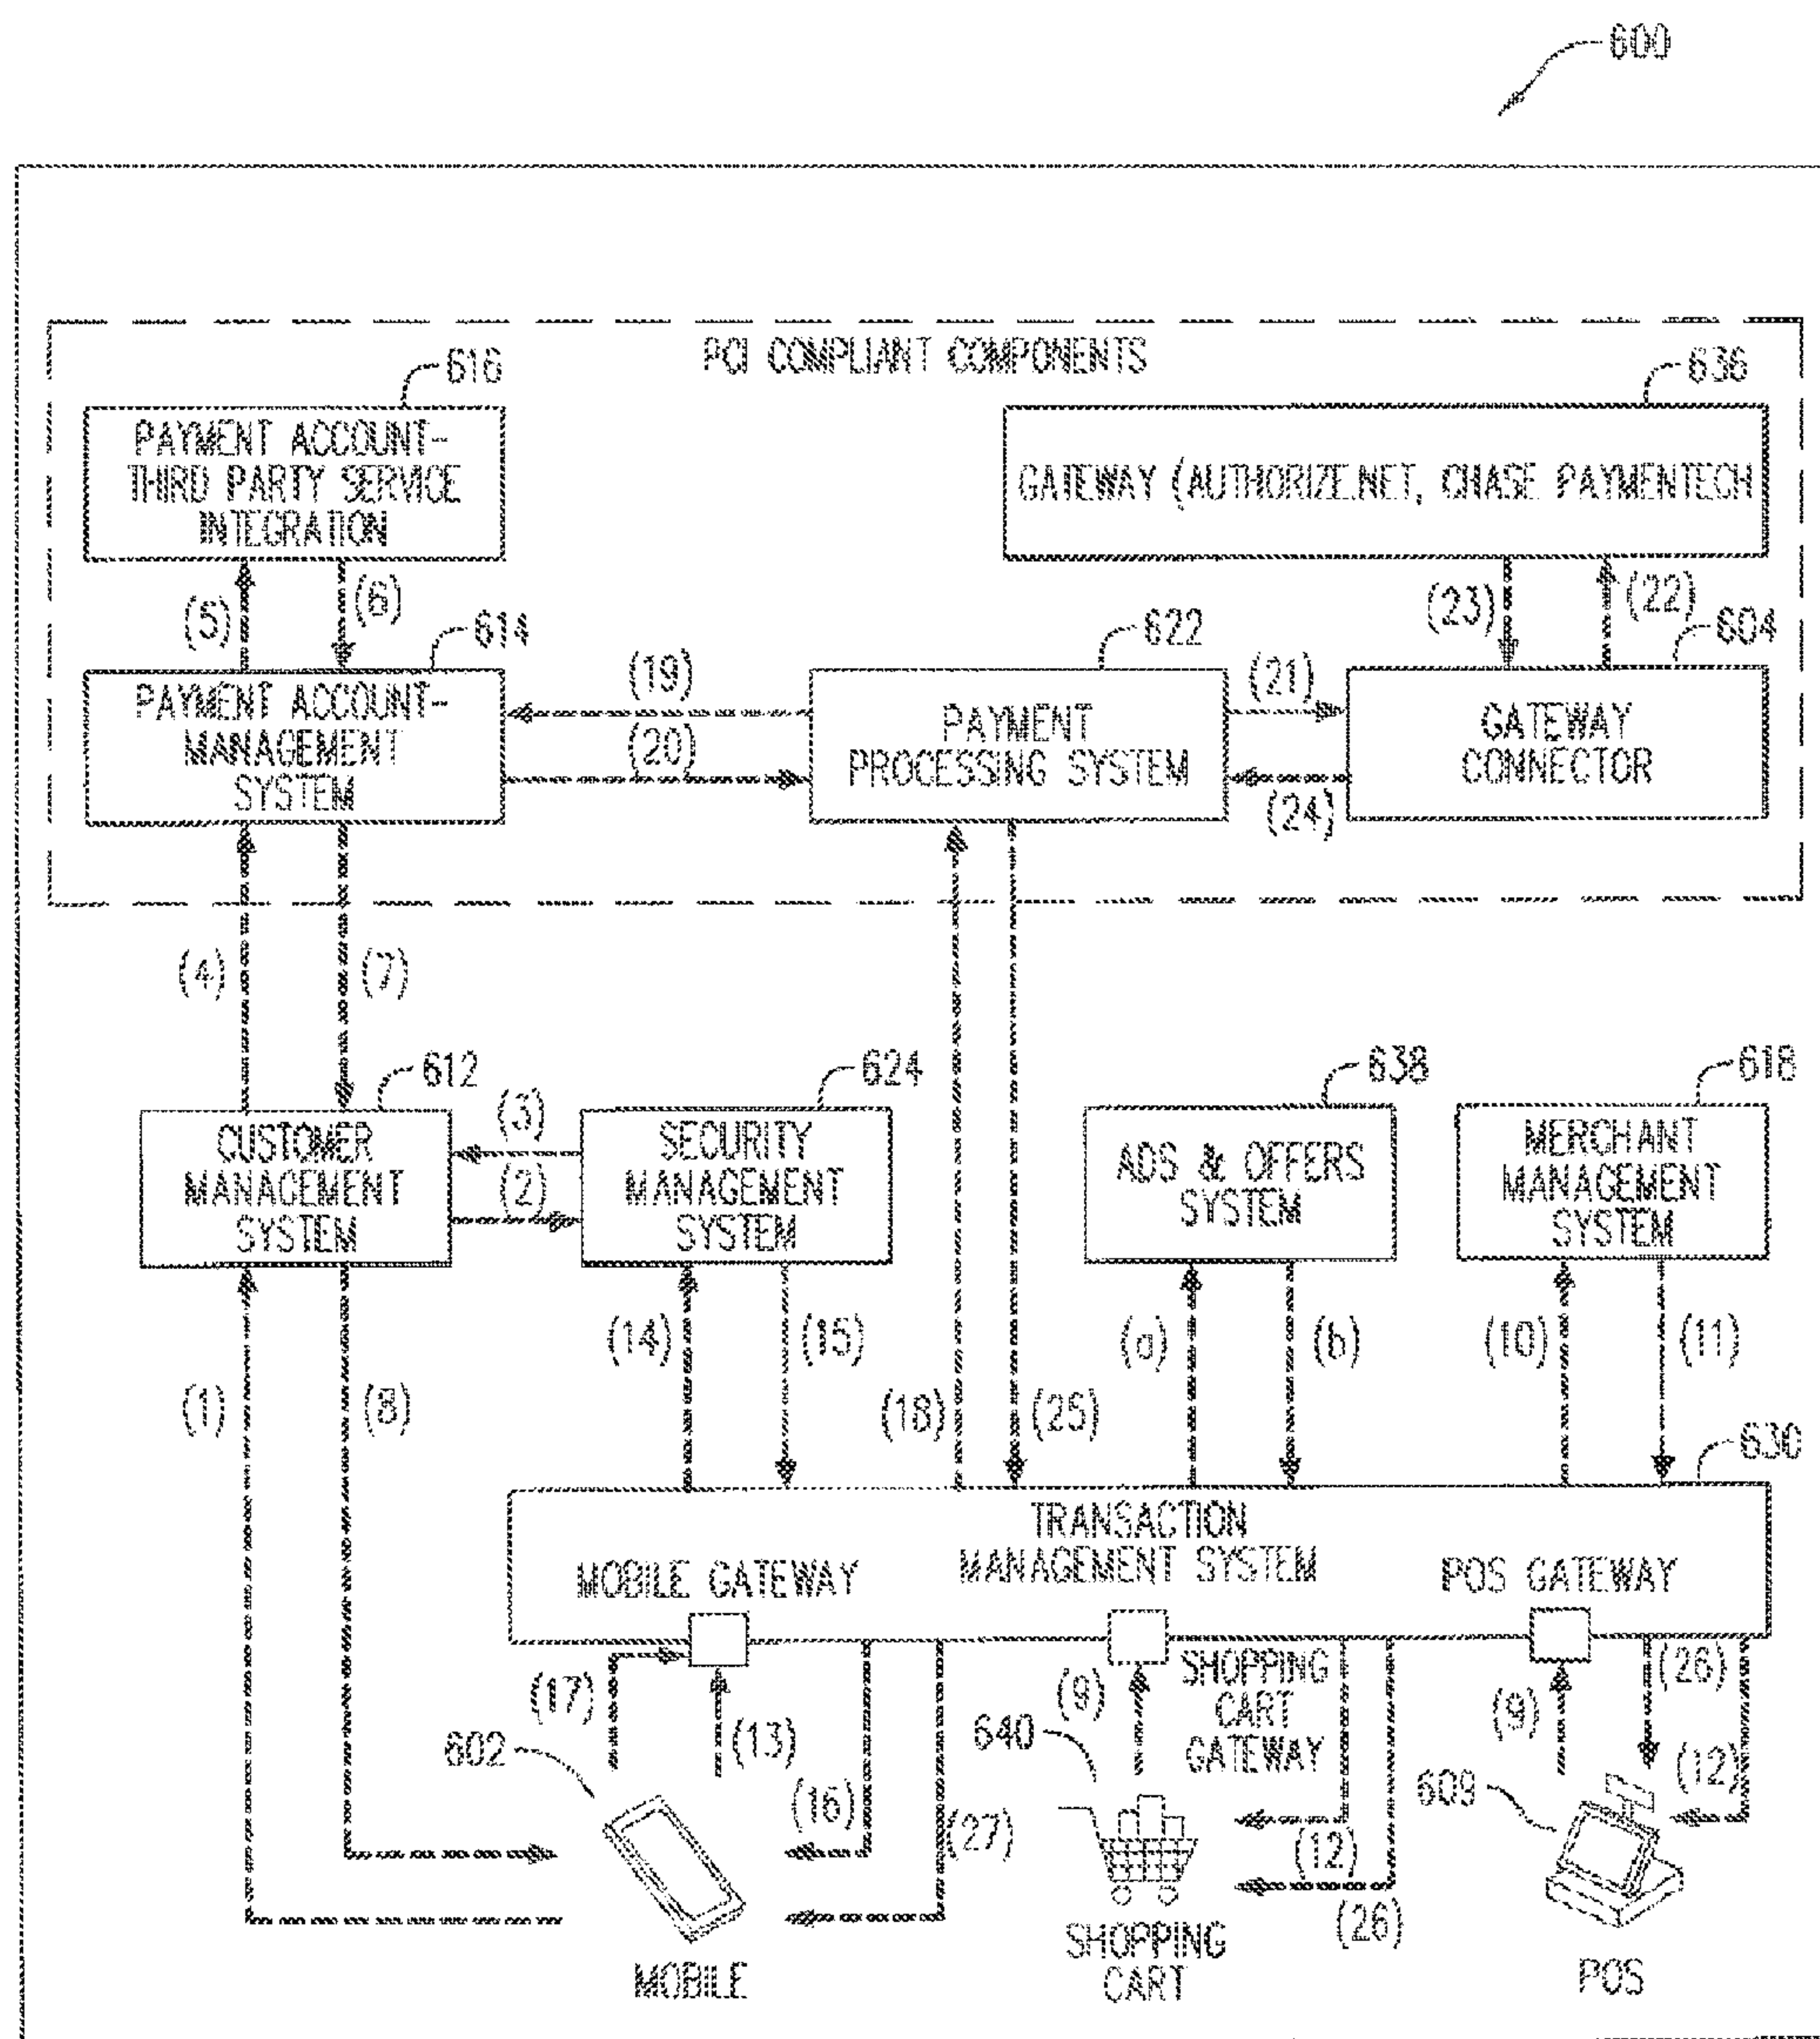 600
PCI COMPLIANT COMPONENTS
616
PAYMENT ACCOUNT-
THIRD PARTY SERVICE
INTEGRATION
636
GATEWAY (AUTHORIZE.NET, CHASE PAYMENTECH
(5)
(6)
(23)
(22)
614
PAYMENT ACCOUNT-
MANAGEMENT
SYSTEM
(19)
(20)
622
PAYMENT
PROCESSING SYSTEM
(21)
(24)
604
GATEWAY
CONNECTOR
(4)
(7)
612
CUSTOMER
MANAGEMENT
SYSTEM
(3)
(2)
624
SECURITY
MANAGEMENT
SYSTEM
638
ADS & OFFERS
SYSTEM
618
MERCHANT
MANAGEMENT
SYSTEM
(1)
(8)
(14)
(15)
(18)
(25)
(a)
(b)
(10)
(11)
630
TRANSACTION
MANAGEMENT SYSTEM
MOBILE GATEWAY
POS GATEWAY
(17)
(13)
(16)
(27)
(9)
SHOPPING
CART
GATEWAY
(12)
(26)
(9)
(26)
(12)
602
MOBILE
640
SHOPPING
CART
609
POS